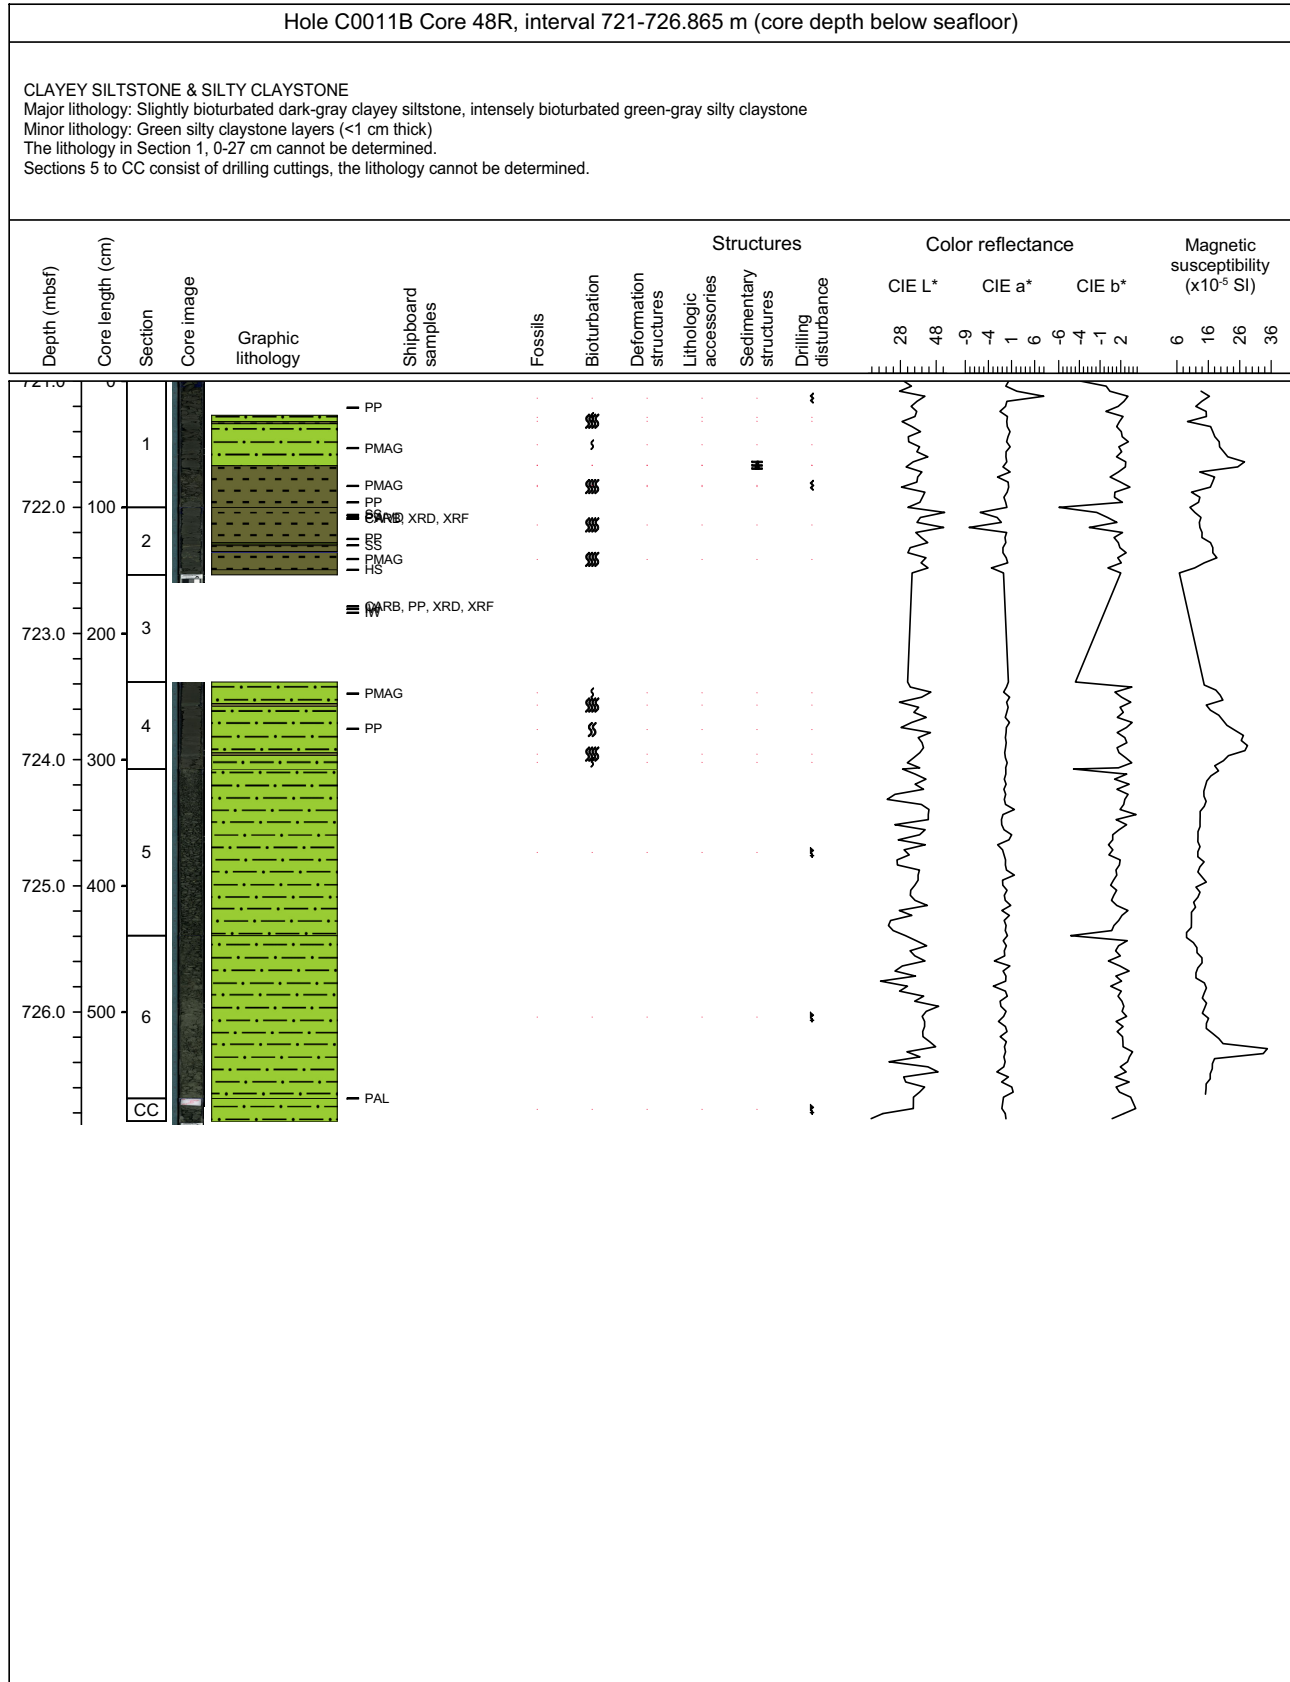 Hole C0011B Core 48R, interval 721-726.865 m (core depth below seafloor)
CLAYEY SILTSTONE & SILTY CLAYSTONE
Major lithology: Slightly bioturbated dark-gray clayey siltstone, intensely bioturbated green-gray silty claystone
Minor lithology: Green silty claystone layers (<1 cm thick)
The lithology in Section 1, 0-27 cm cannot be determined.
Sections 5 to CC consist of drilling cuttings, the lithology cannot be determined.
Structures
Color reflectance
Magnetic
susceptibility
(x10-5 SI)
Depth (mbsf)
Core length (cm)
Section
Core image
Graphic
lithology
Shipboard
samples
Fossils
Bioturbation
Deformation
structures
Lithologic
accessories
Sedimentary
structures
Drilling
disturbance
CIE L*
CIE a*
CIE b*
28 48
-9 -4 1 6
-6 -4 -1 2
6 16 26 36
721.0 0
PP
1
PMAG
PMAG
PP
722.0 100
SS
CARB, XRD, XRF
2
PP
SS
PMAG
HS
CARB, PP, XRD, XRF
IW
3
723.0 200
PMAG
4
PP
724.0 300
5
725.0 400
6
726.0 500
PAL
CC